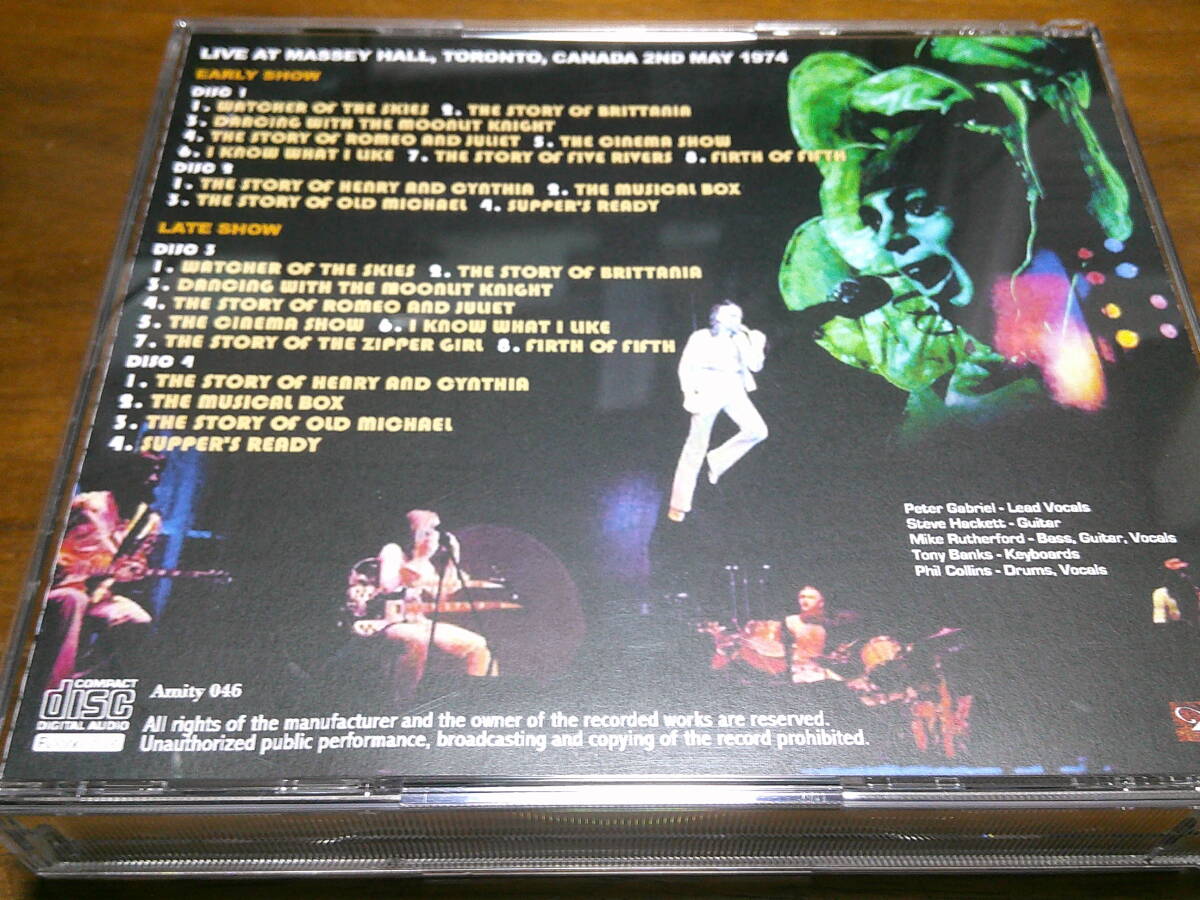 LIVE AT MASSEY HALL, TORONTO, CANADA 2ND MAY 1974
EARLY SHOW
DISC 1
1. WATCHER OF THE SKIES 2. THE STORY OF BRITTANIA
3. DANCING WITH THE MOONLIT KNIGHT
4. THE STORY OF ROMEO AND JULIET 5. THE CINEMA SHOW
6. I KNOW WHAT I LIKE 7. THE STORY OF FIVE RIVERS 8. FIRTH OF FIFTH
DISC 2
1. THE STORY OF HENRY AND CYNTHIA 2. THE MUSICAL BOX
3. THE STORY OF OLD MICHAEL 4. SUPPER'S READY
LATE SHOW
DISC 3
1. WATCHER OF THE SKIES 2. THE STORY OF BRITTANIA
3. DANCING WITH THE MOONLIT KNIGHT
4. THE STORY OF ROMEO AND JULIET
5. THE CINEMA SHOW 6. I KNOW WHAT I LIKE
7. THE STORY OF THE ZIPPER GIRL 8. FIRTH OF FIFTH
DISC 4
1. THE STORY OF HENRY AND CYNTHIA
2. THE MUSICAL BOX
3. THE STORY OF OLD MICHAEL
4. SUPPER'S READY
Peter Gabriel - Lead Vocals
Steve Hackett - Guitar
Mike Rutherford - Bass, Guitar, Vocals
Tony Banks - Keyboards
Phil Collins - Drums, Vocals
COMPACT
disc
DIGITAL AUDIO
Amity 046
All rights of the manufacturer and the owner of the recorded works are reserved.
Unauthorized public performance, broadcasting and copying of the record prohibited.